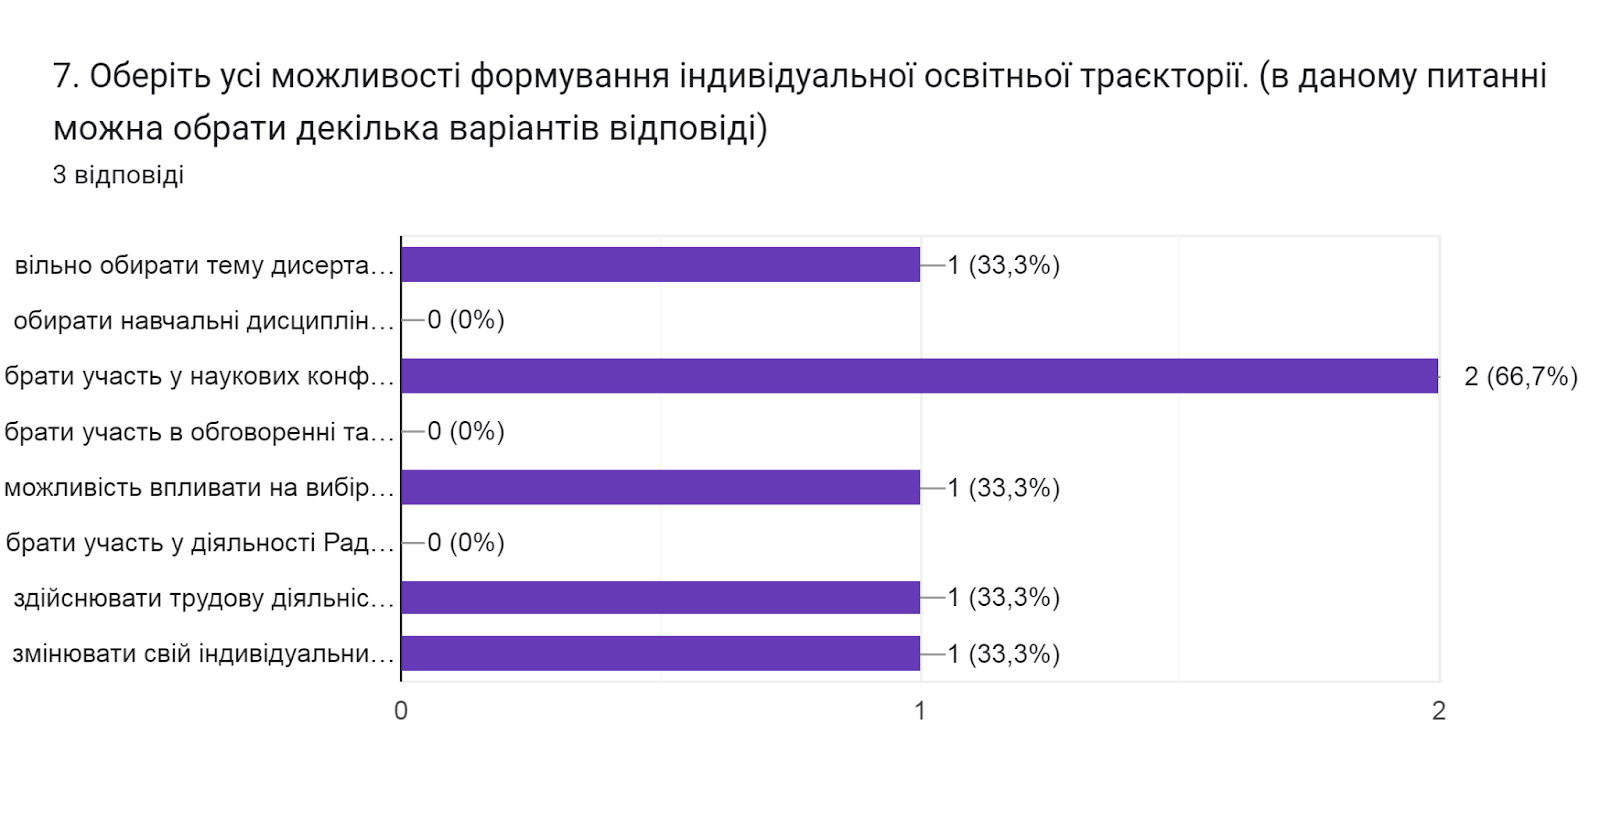 7. Оберіть усі можливості формування індивідуальної освітньої траєкторії. (в даному питанні
можна обрати декілька варіантів відповіді)
3 відповіді
вільно обирати тему дисерта… 1 (33,3%)
обирати навчальні дисциплін… 0 (0%)
брати участь у наукових конф… 2 (66,7%)
брати участь в обговоренні та… 0 (0%)
можливість впливати на вибір… 1 (33,3%)
брати участь у діяльності Рад… 0 (0%)
здійснювати трудову діяльніс… 1 (33,3%)
змінювати свій індивідуальни… 1 (33,3%)
0 1 2